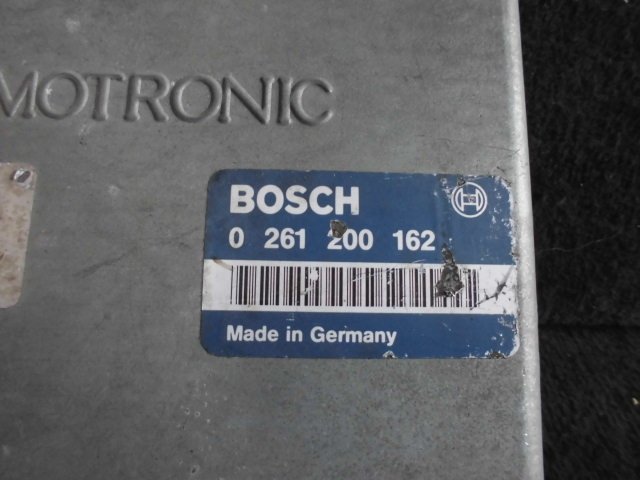 MOTRONIC
BOSCH
0 261 200 162
Made in Germany